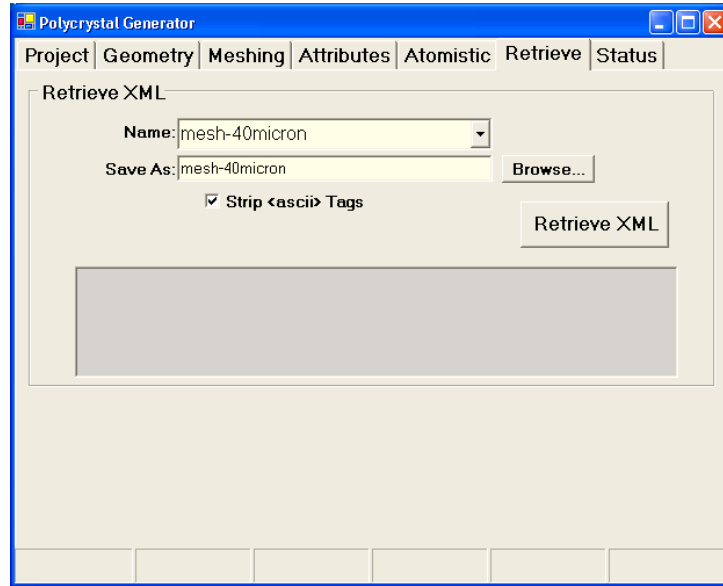 Polycrystal Generator
Project Geometry Meshing Attributes Atomistic Retrieve Status
Retrieve XML
Name: mesh-40micron
Save As: mesh-40micron Browse...
Strip <ascii> Tags
Retrieve XML